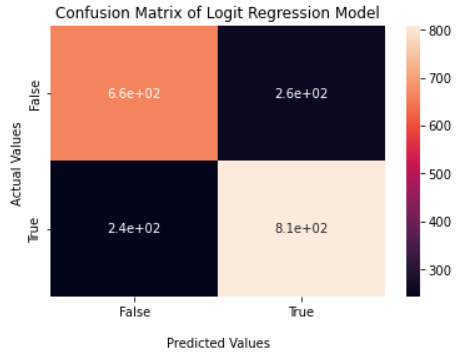 Confusion Matrix of Logit Regression Model
Actual Values
False
6.6e+02
2.6e+02
True
2.4e+02
8.1e+02
False
True
Predicted Values
800
700
600
500
400
300